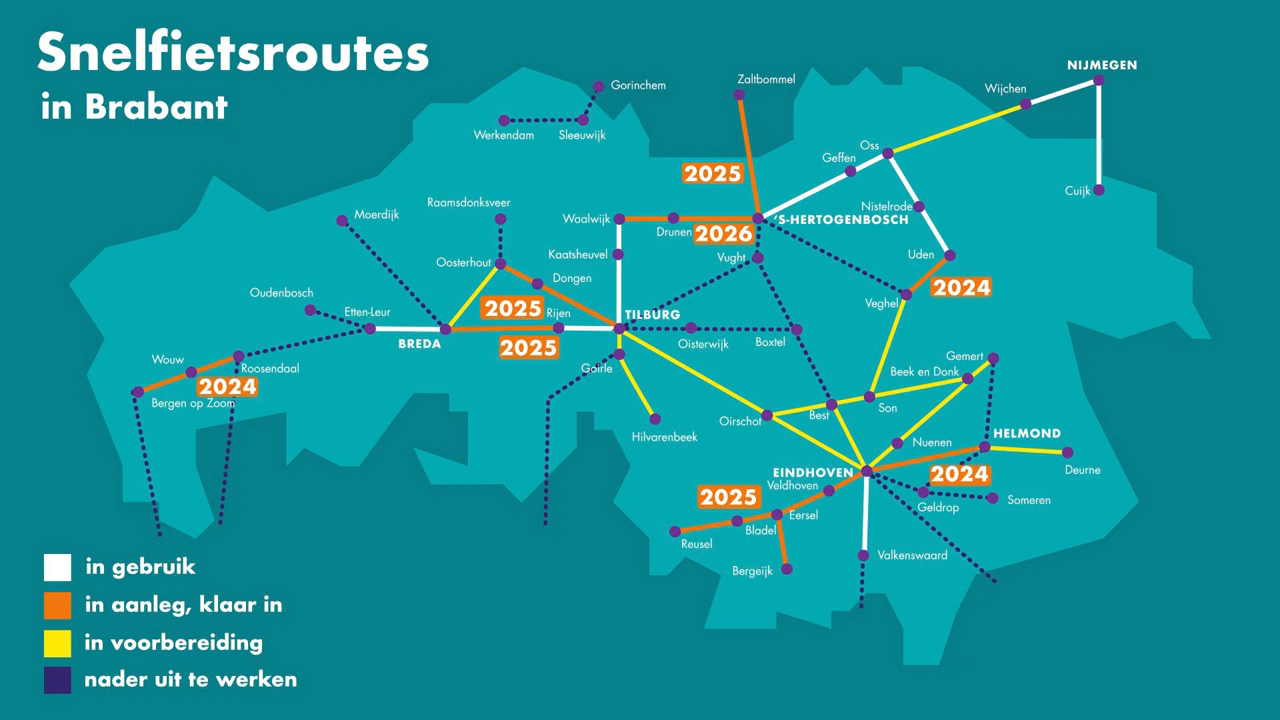 Snelfietsroutes
in Brabant
NIJMEGEN
Wijchen
Zaltbommel
Gorinchem
Werkendam
Sleeuwijk
Oss
Geffen
2025
Cuijk
Raamsdonksveer
Moerdijk
Waalwijk
Drunen
2026
'S-HERTOGENBOSCH
Nistelrode
Kaatsheuvel
Vught
Uden
Oosterhout
Dongen
2024
Veghel
Oudenbosch
Etten-Leur
2025
Rijen
TILBURG
BREDA
2025
Oisterwijk
Boxtel
Wouw
Roosendaal
2024
Bergen op Zoom
Goirle
Gemert
Beek en Donk
Son
Hilvarenbeek
Oirschot
Best
Nuenen
HELMOND
Deurne
EINDHOVEN
Veldhoven
2024
2025
Eersel
Geldrop
Someren
Bladel
Reusel
Bergeijk
Valkenswaard
in gebruik
in aanleg, klaar in
in voorbereiding
nader uit te werken